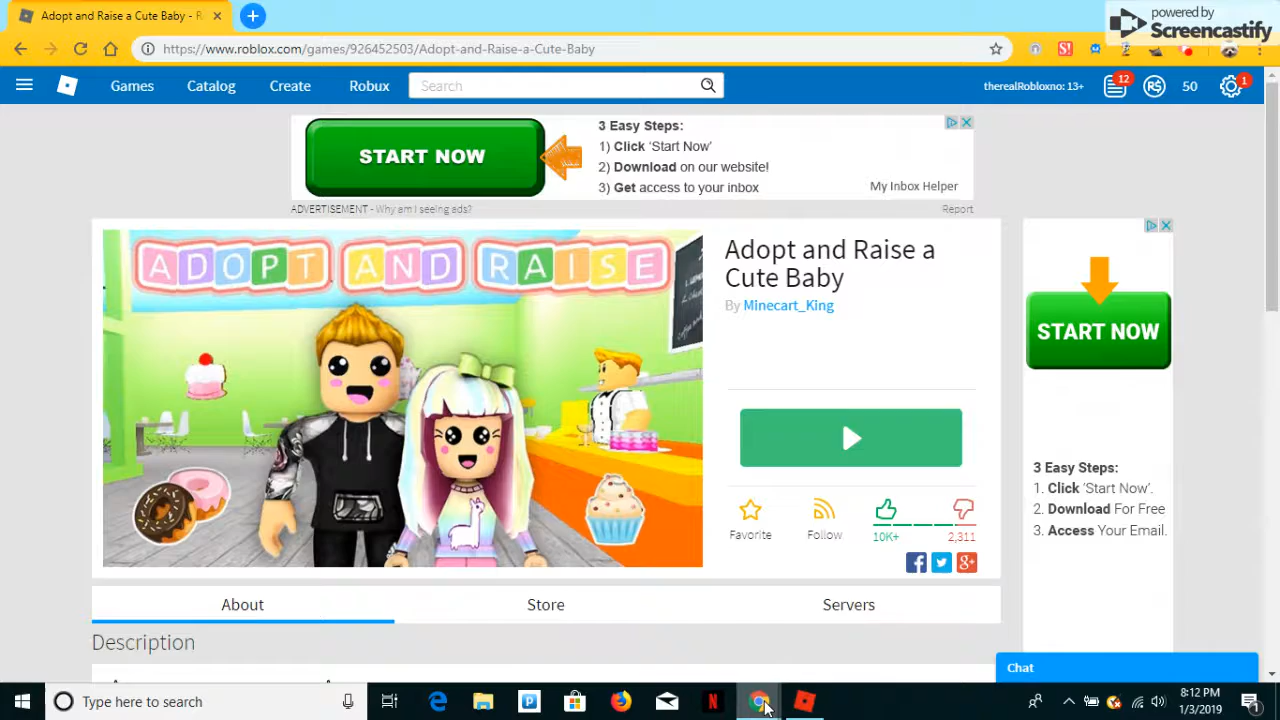 Adopt and Raise a Cute Baby - R
powered by
Screencastify
https://www.roblox.com/games/926452503/Adopt-and-Raise-a-Cute-Baby
Games
Catalog
Create
Robux
Search
therealRobloxno: 13+
12
R$
50
1
START NOW
3 Easy Steps:
1) Click ‘Start Now’
2) Download on our website!
3) Get access to your inbox
My Inbox Helper
ADVERTISEMENT - Why am I seeing ads?
Report
ADOPT AND RAISE
Adopt and Raise a
Cute Baby
By Minecart_King
Favorite
Follow
10K+
2,311
START NOW
3 Easy Steps:
1. Click ‘Start Now’.
2. Download For Free
3. Access Your Email.
About
Store
Servers
Description
Chat
Type here to search
8:12 PM
1/3/2019
1